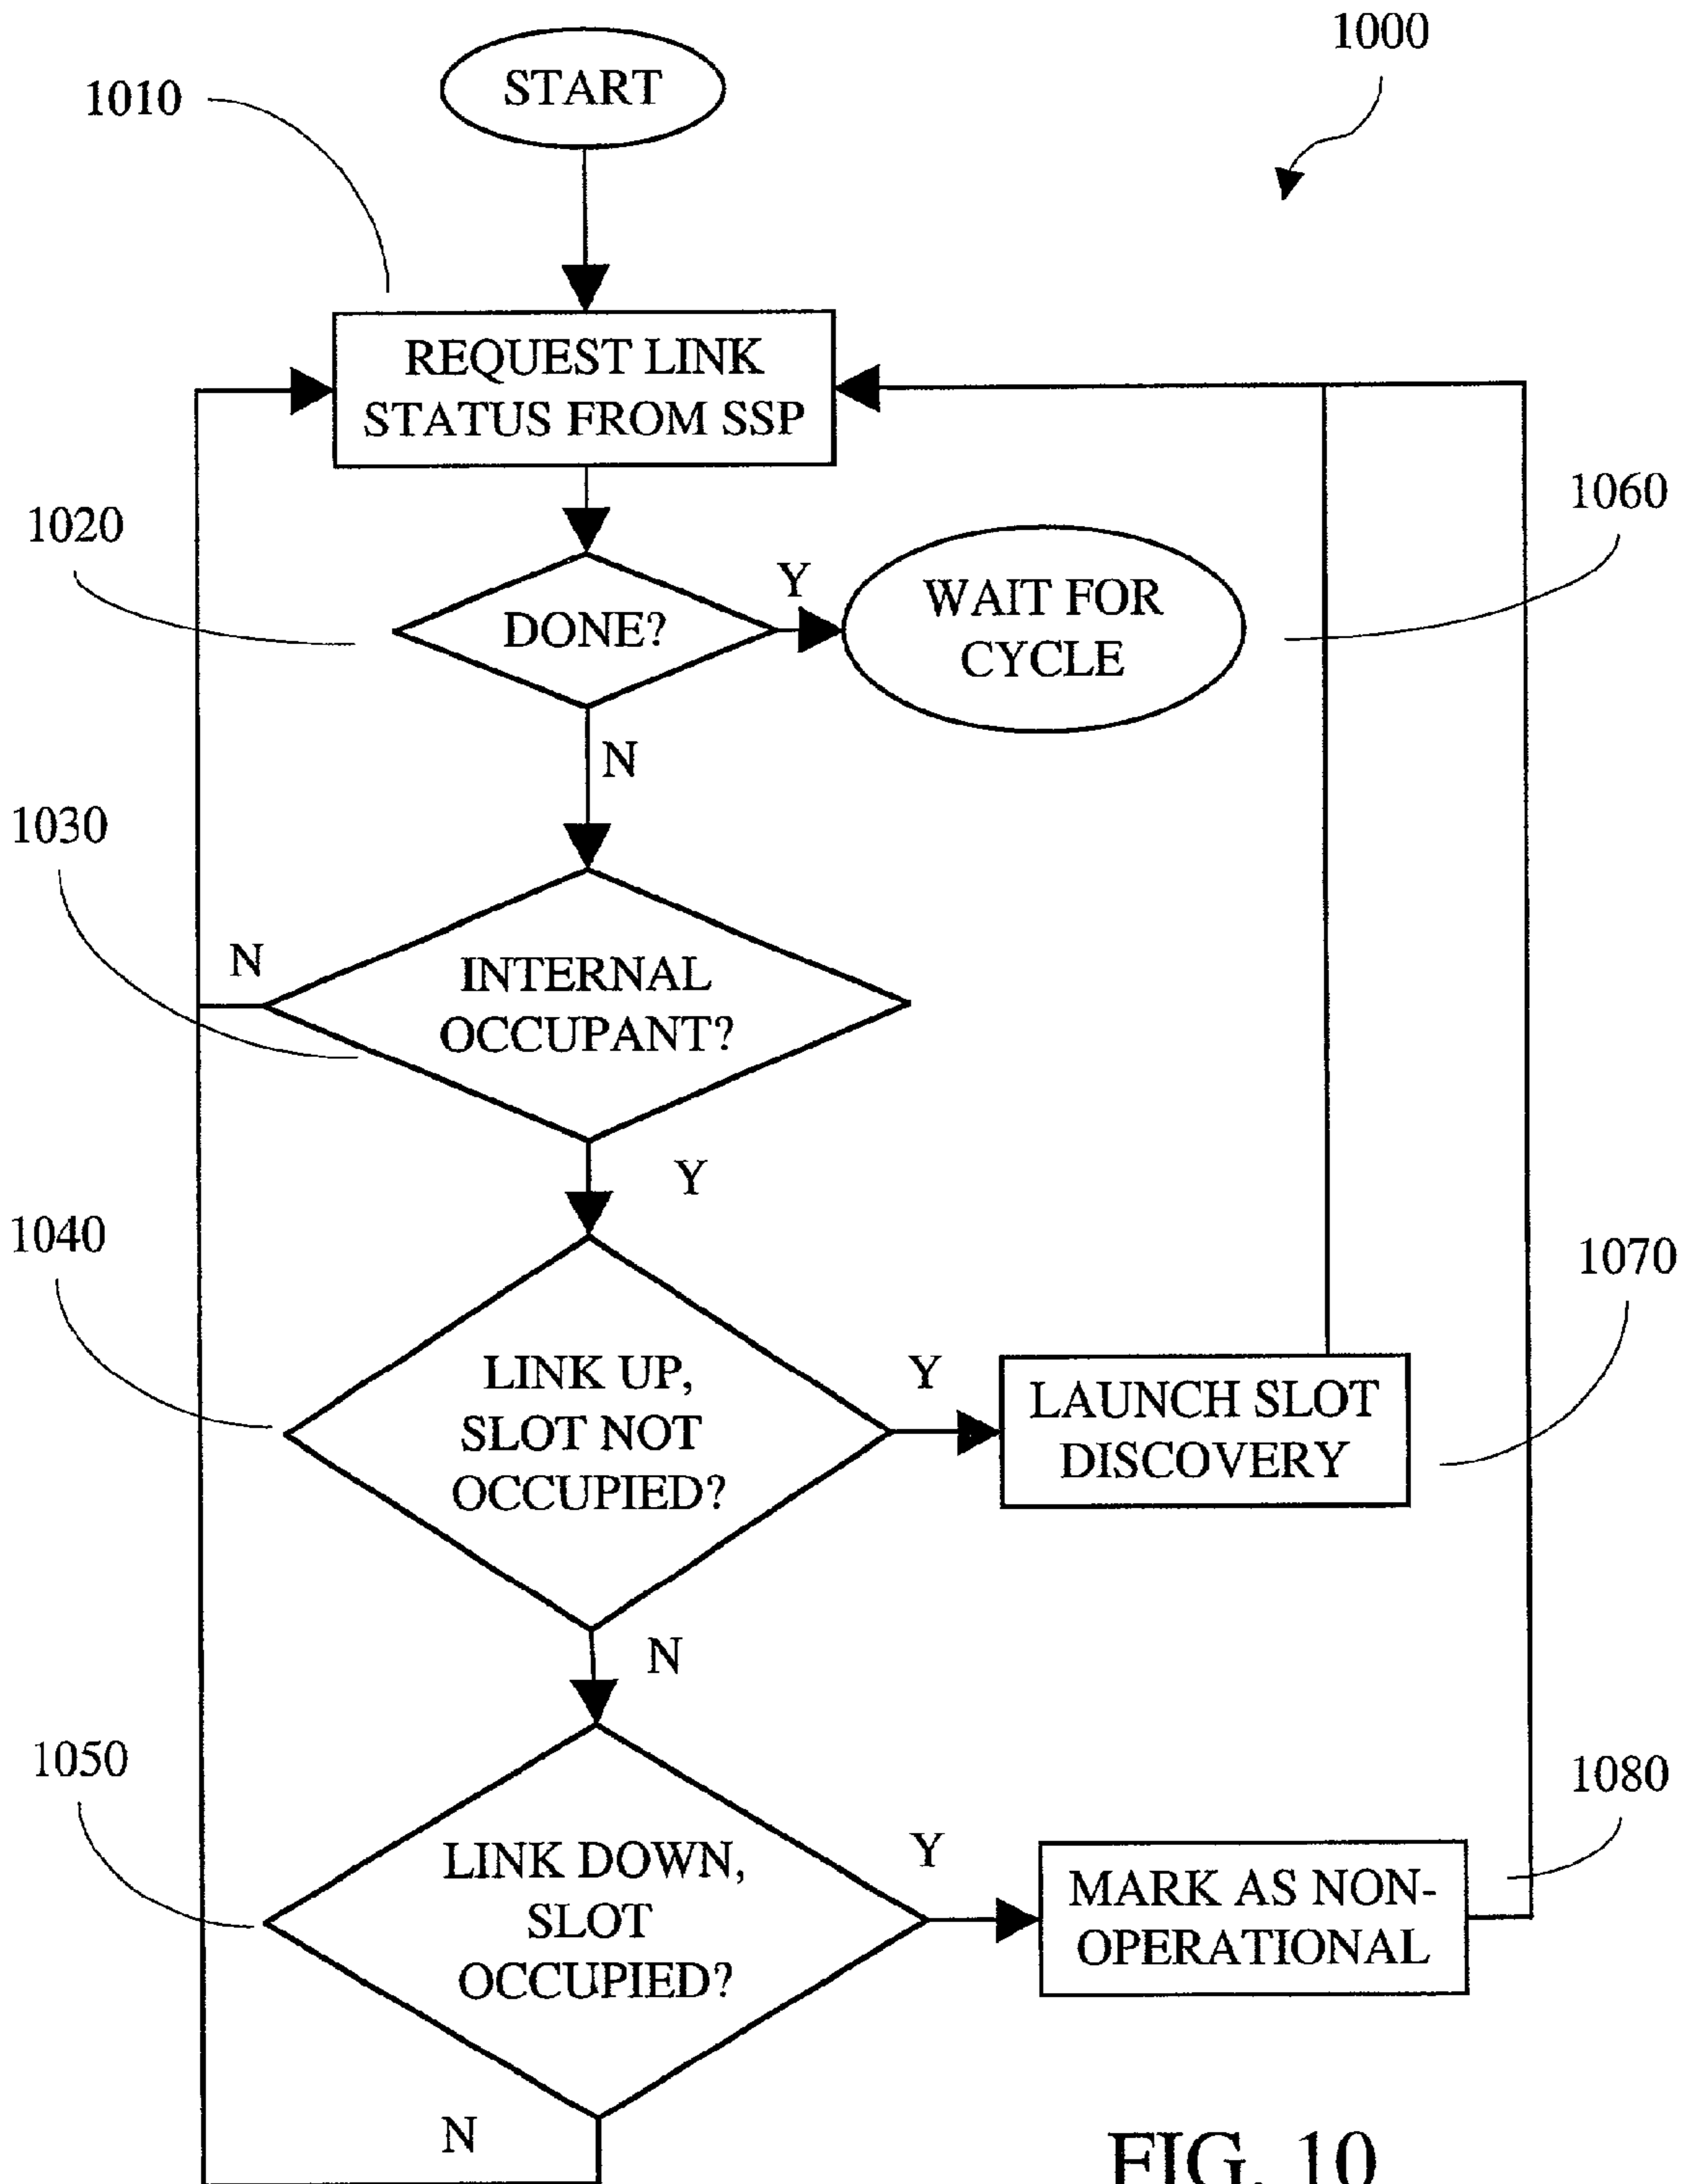 1000
START
1010
REQUEST LINK
STATUS FROM SSP
1060
1020
Y
DONE?
WAIT FOR
CYCLE
N
1030
N
INTERNAL
OCCUPANT?
Y
1040
1070
LINK UP,
SLOT NOT
OCCUPIED?
Y
LAUNCH SLOT
DISCOVERY
N
1050
1080
LINK DOWN,
SLOT
OCCUPIED?
Y
MARK AS NON-
OPERATIONAL
N
FIG. 10